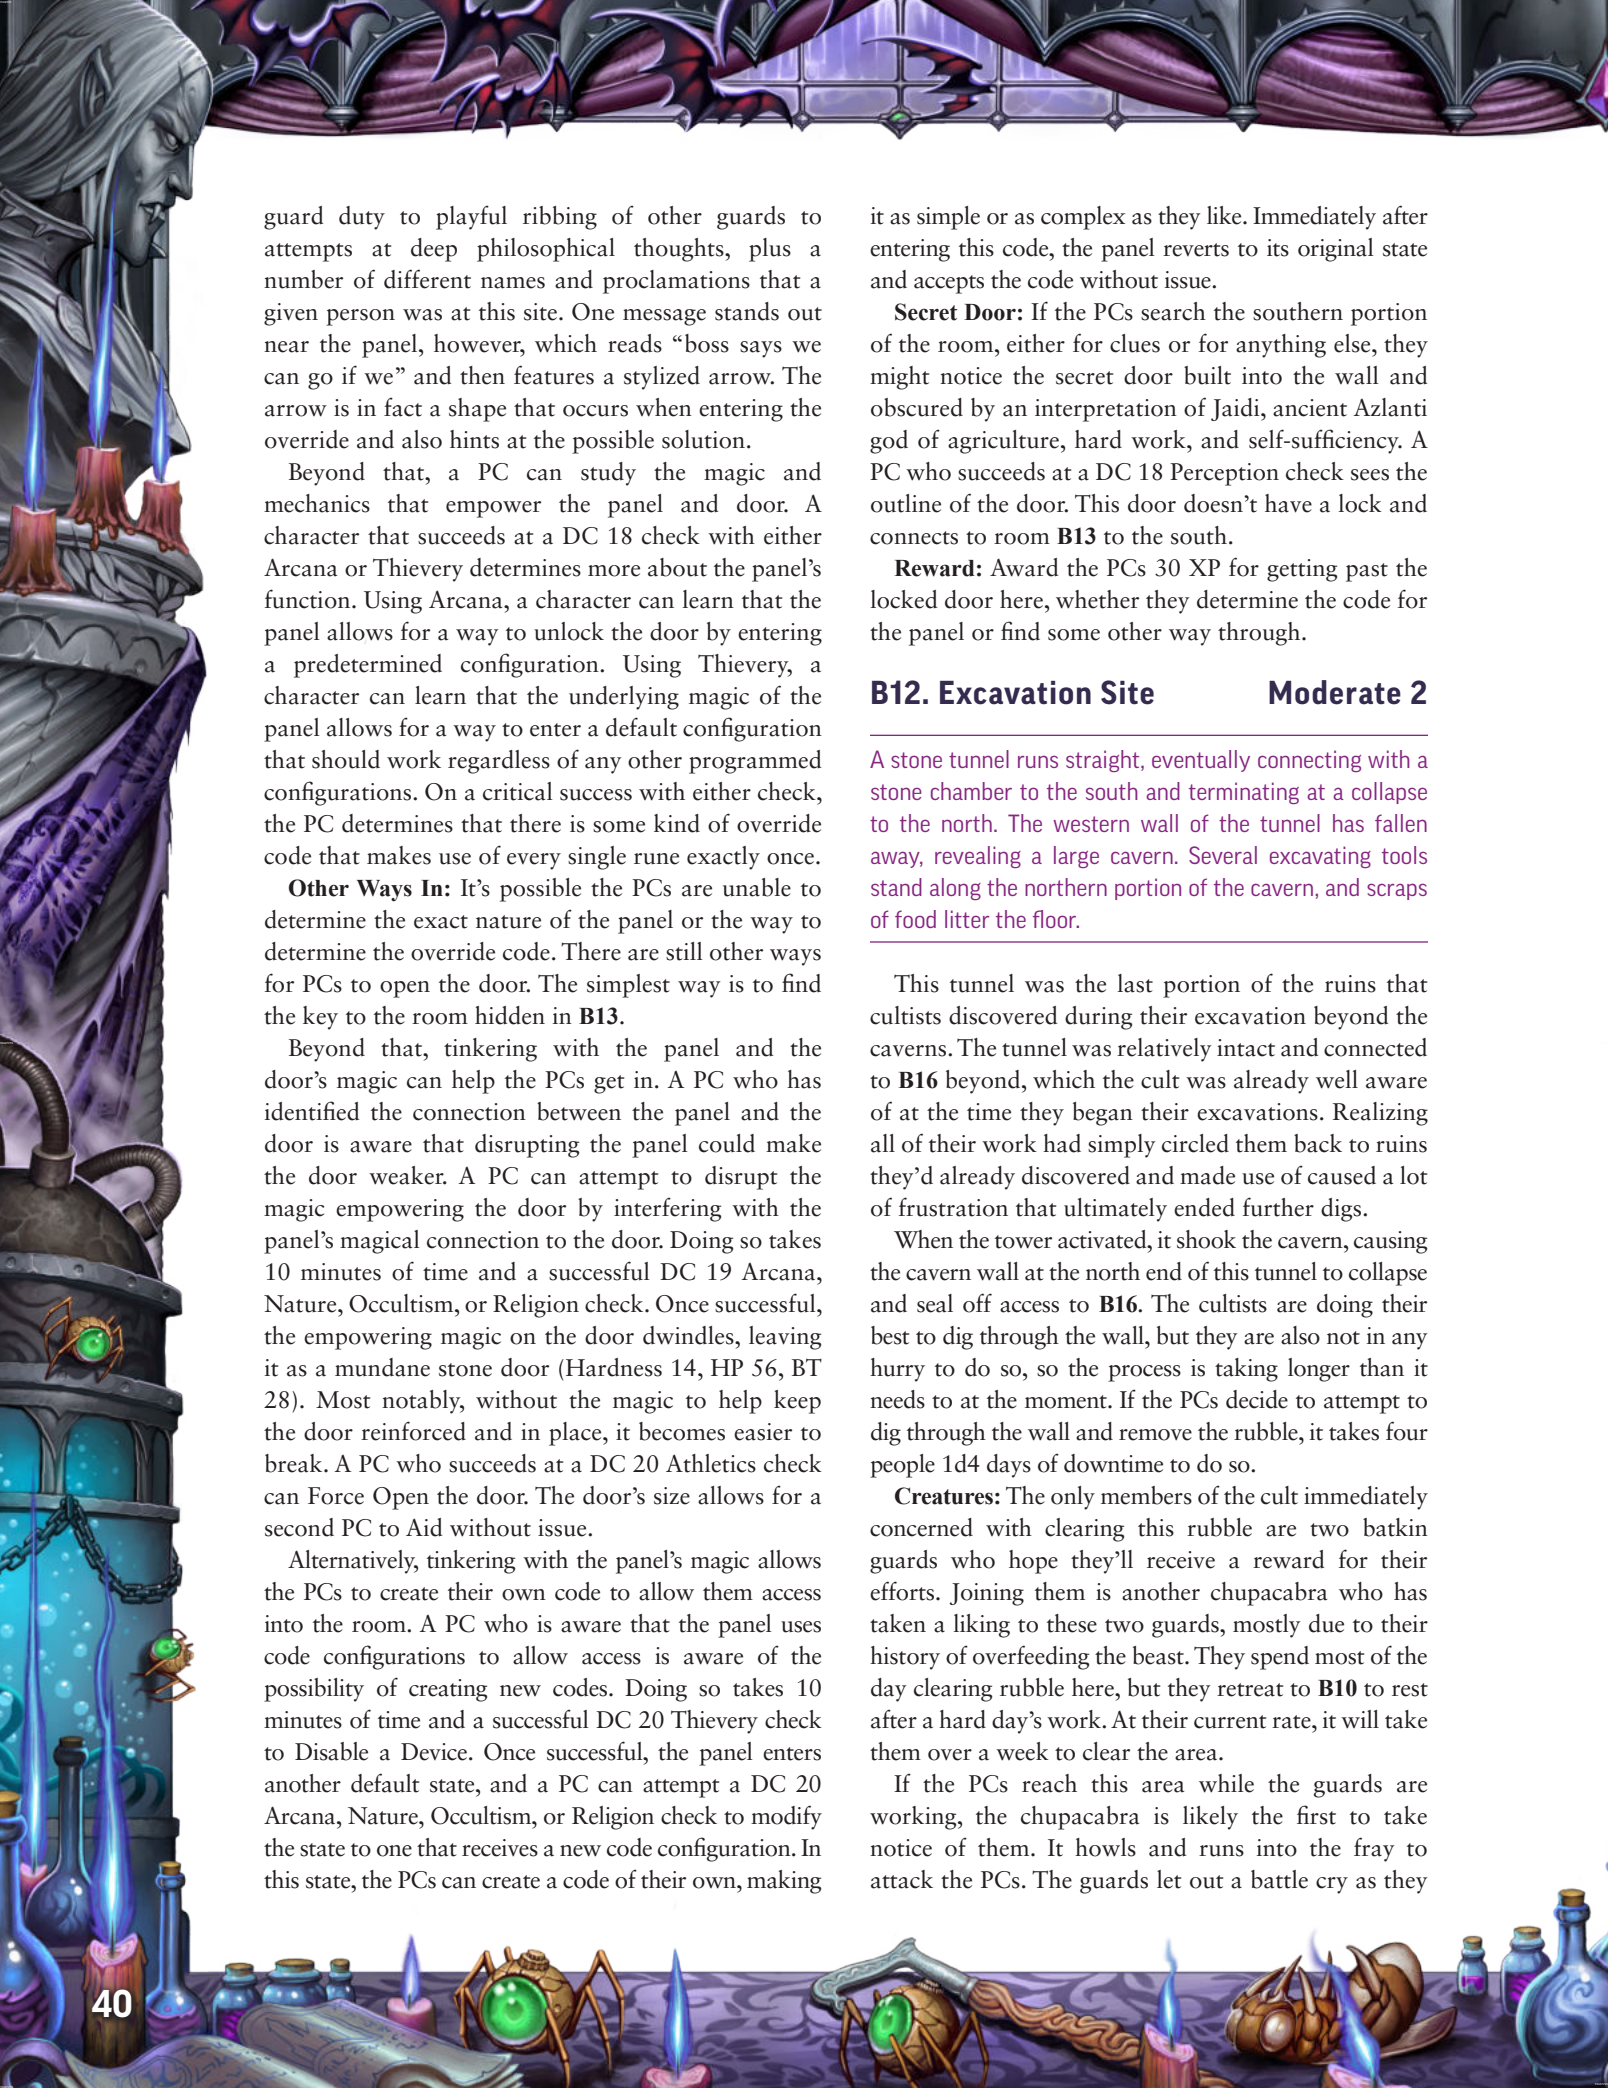 guard duty to playful ribbing of other guards to
attempts at deep philosophical thoughts, plus a
number of different names and proclamations that a
given person was at this site. One message stands out
near the panel, however, which reads “boss says we
can go if we” and then features a stylized arrow. The
arrow is in fact a shape that occurs when entering the
override and also hints at the possible solution.
Beyond that, a PC can study the magic and
mechanics that empower the panel and door. A
character that succeeds at a DC 18 check with either
Arcana or Thievery determines more about the panel’s
function. Using Arcana, a character can learn that the
panel allows for a way to unlock the door by entering
a predetermined configuration. Using Thievery, a
character can learn that the underlying magic of the
panel allows for a way to enter a default configuration
that should work regardless of any other programmed
configurations. On a critical success with either check,
the PC determines that there is some kind of override
code that makes use of every single rune exactly once.
Other Ways In: It’s possible the PCs are unable to
determine the exact nature of the panel or the way to
determine the override code. There are still other ways
for PCs to open the door. The simplest way is to find
the key to the room hidden in B13.
Beyond that, tinkering with the panel and the
door’s magic can help the PCs get in. A PC who has
identified the connection between the panel and the
door is aware that disrupting the panel could make
the door weaker. A PC can attempt to disrupt the
magic empowering the door by interfering with the
panel’s magical connection to the door. Doing so takes
10 minutes of time and a successful DC 19 Arcana,
Nature, Occultism, or Religion check. Once successful,
the empowering magic on the door dwindles, leaving
it as a mundane stone door (Hardness 14, HP 56, BT
28). Most notably, without the magic to help keep
the door reinforced and in place, it becomes easier to
break. A PC who succeeds at a DC 20 Athletics check
can Force Open the door. The door’s size allows for a
second PC to Aid without issue.
Alternatively, tinkering with the panel’s magic allows
the PCs to create their own code to allow them access
into the room. A PC who is aware that the panel uses
code configurations to allow access is aware of the
possibility of creating new codes. Doing so takes 10
minutes of time and a successful DC 20 Thievery check
to Disable a Device. Once successful, the panel enters
another default state, and a PC can attempt a DC 20
Arcana, Nature, Occultism, or Religion check to modify
the state to one that receives a new code configuration. In
this state, the PCs can create a code of their own, making
it as simple or as complex as they like. Immediately after
entering this code, the panel reverts to its original state
and accepts the code without issue.
Secret Door: If the PCs search the southern portion
of the room, either for clues or for anything else, they
might notice the secret door built into the wall and
obscured by an interpretation of Jaidi, ancient Azlanti
god of agriculture, hard work, and self-sufficiency. A
PC who succeeds at a DC 18 Perception check sees the
outline of the door. This door doesn’t have a lock and
connects to room B13 to the south.
Reward: Award the PCs 30 XP for getting past the
locked door here, whether they determine the code for
the panel or find some other way through.
B12. Excavation Site Moderate 2
A stone tunnel runs straight, eventually connecting with a
stone chamber to the south and terminating at a collapse
to the north. The western wall of the tunnel has fallen
away, revealing a large cavern. Several excavating tools
stand along the northern portion of the cavern, and scraps
of food litter the floor.
This tunnel was the last portion of the ruins that
cultists discovered during their excavation beyond the
caverns. The tunnel was relatively intact and connected
to B16 beyond, which the cult was already well aware
of at the time they began their excavations. Realizing
all of their work had simply circled them back to ruins
they’d already discovered and made use of caused a lot
of frustration that ultimately ended further digs.
When the tower activated, it shook the cavern, causing
the cavern wall at the north end of this tunnel to collapse
and seal off access to B16. The cultists are doing their
best to dig through the wall, but they are also not in any
hurry to do so, so the process is taking longer than it
needs to at the moment. If the PCs decide to attempt to
dig through the wall and remove the rubble, it takes four
people 1d4 days of downtime to do so.
Creatures: The only members of the cult immediately
concerned with clearing this rubble are two batkin
guards who hope they’ll receive a reward for their
efforts. Joining them is another chupacabra who has
taken a liking to these two guards, mostly due to their
history of overfeeding the beast. They spend most of the
day clearing rubble here, but they retreat to B10 to rest
after a hard day’s work. At their current rate, it will take
them over a week to clear the area.
If the PCs reach this area while the guards are
working, the chupacabra is likely the first to take
notice of them. It howls and runs into the fray to
attack the PCs. The guards let out a battle cry as they
40